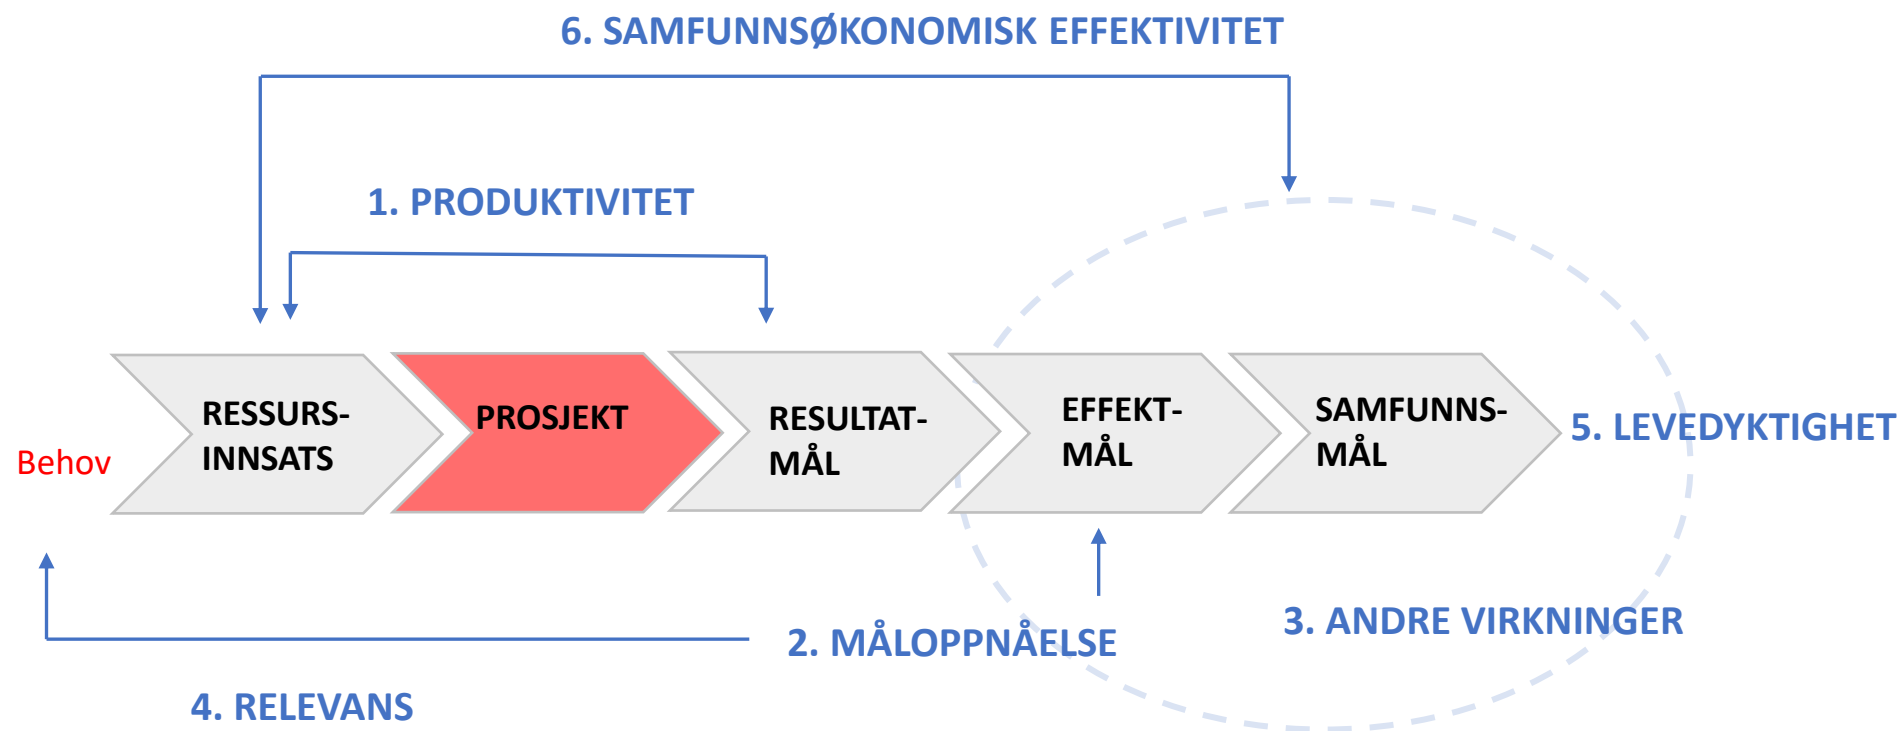 6. SAMFUNNSØKONOMISK EFFEKTIVITET
1. PRODUKTIVITET
Behov
RESSURS-
INNSATS
PROSJEKT
RESULTAT-
MÅL
EFFEKT-
MÅL
SAMFUNNS-
MÅL
5. LEVEDYKTIGHET
2. MÅLOPPNÅELSE
3. ANDRE VIRKNINGER
4. RELEVANS